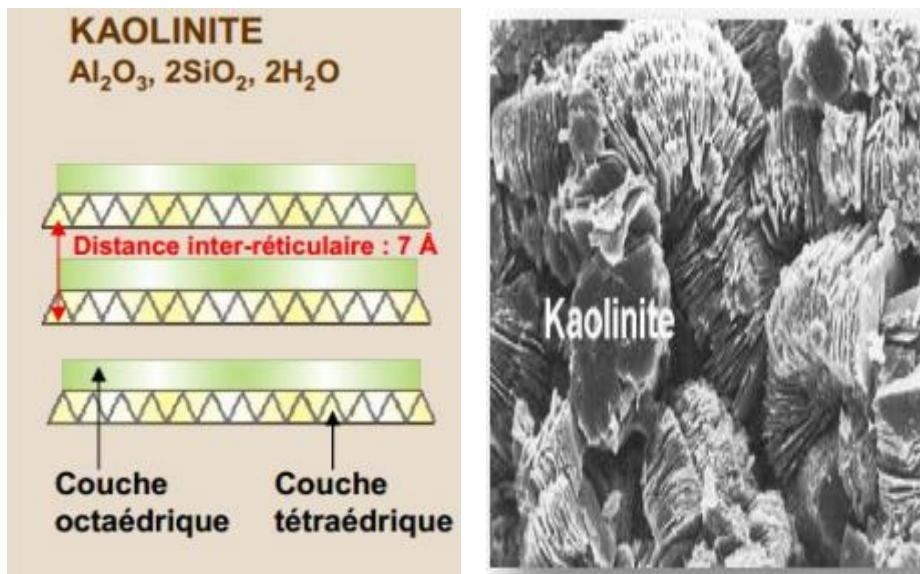 KAOLINITE
Al₂O₃, 2SiO₂, 2H₂O
Distance inter-réticulaire : 7 Å
Couche
octaédrique
Couche
tétraédrique
Kaolinite